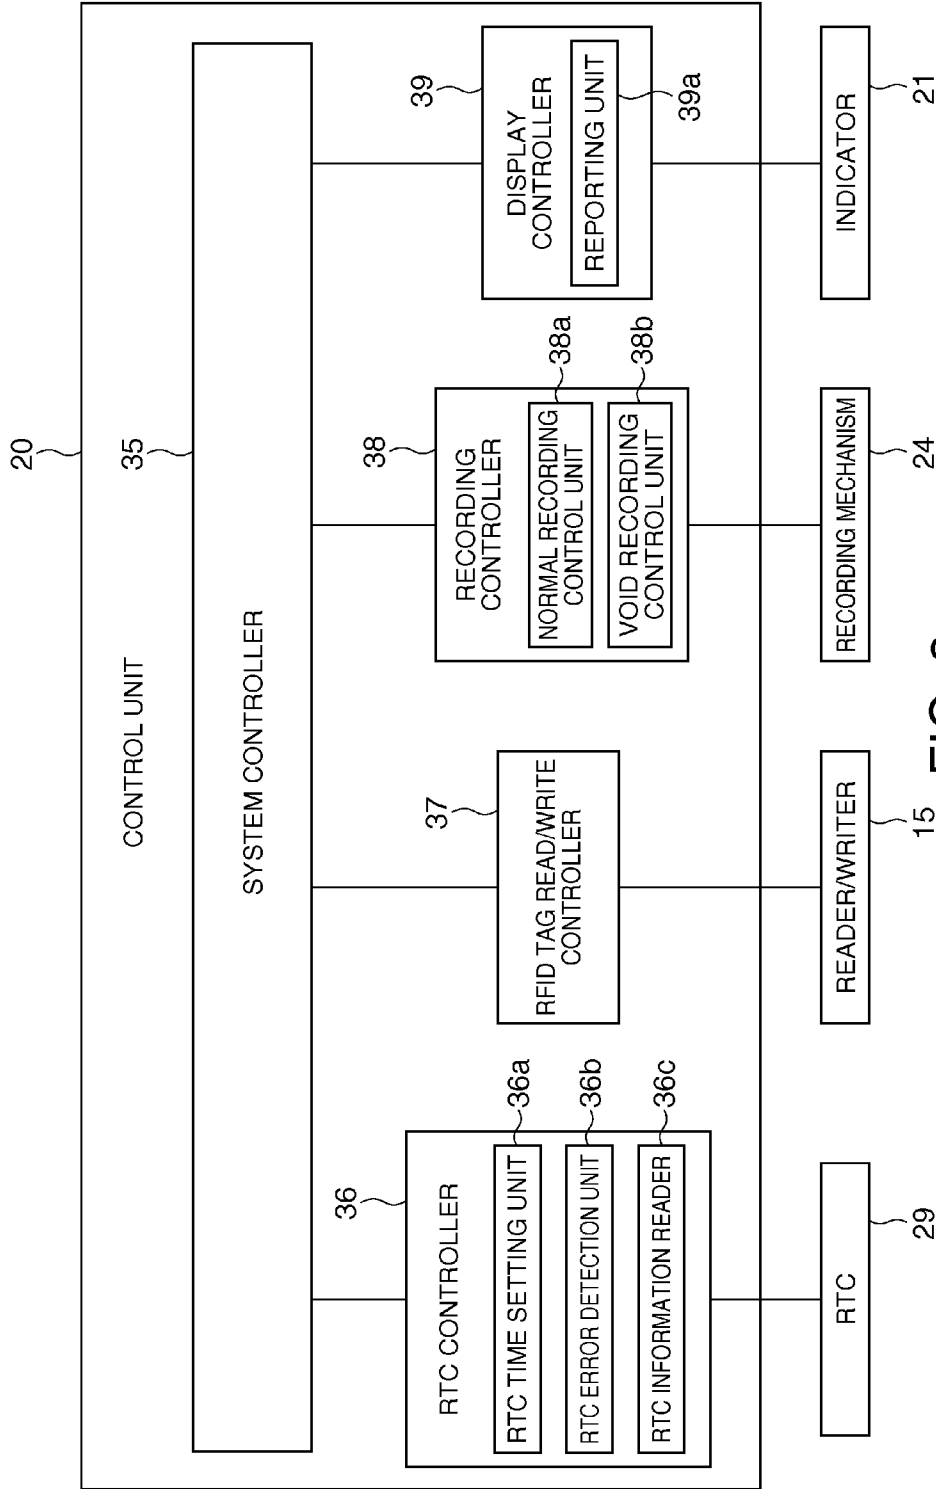 20
CONTROL UNIT
35
SYSTEM CONTROLLER
36
RTC CONTROLLER
RTC TIME SETTING UNIT
36a
RTC ERROR DETECTION UNIT
36b
RTC INFORMATION READER
36c
37
RFID TAG READ/WRITE
CONTROLLER
38
RECORDING
CONTROLLER
NORMAL RECORDING
CONTROL UNIT
38a
VOID RECORDING
CONTROL UNIT
38b
39
DISPLAY
CONTROLLER
REPORTING UNIT
39a
RTC
29
READER/WRITER
15
RECORDING MECHANISM
24
INDICATOR
21